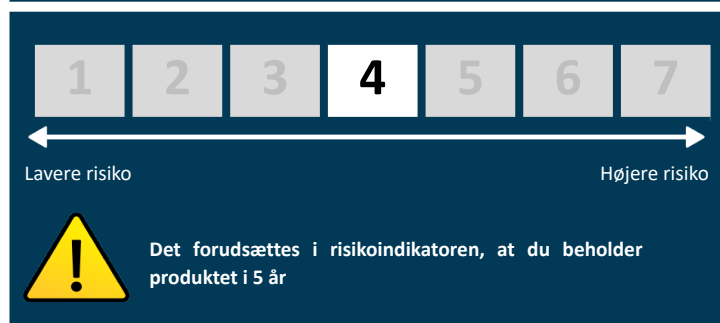 1 2 3 4 5 6 7
Lavere risiko Højere risiko
Det forudsættes i risikoindikatoren, at du beholder
produktet i 5 år